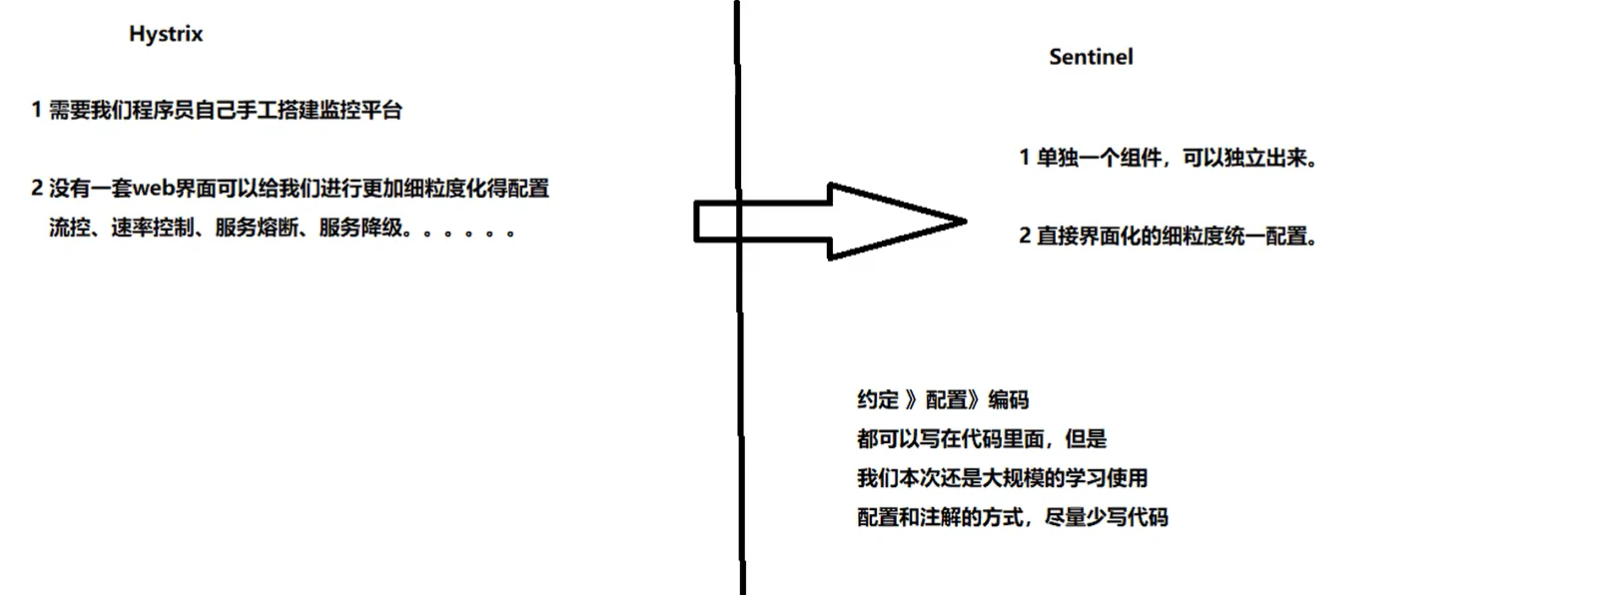 Hystrix
1 需要我们程序员自己手工搭建监控平台
2 没有一套web界面可以给我们进行更加细粒度化得配置
流控、速率控制、服务熔断、服务降级。。。。。。
Sentinel
1 单独一个组件，可以独立出来。
2 直接界面化的细粒度统一配置。
约定 》配置》编码
都可以写在代码里面，但是
我们本次还是大规模的学习使用
配置和注解的方式，尽量少写代码